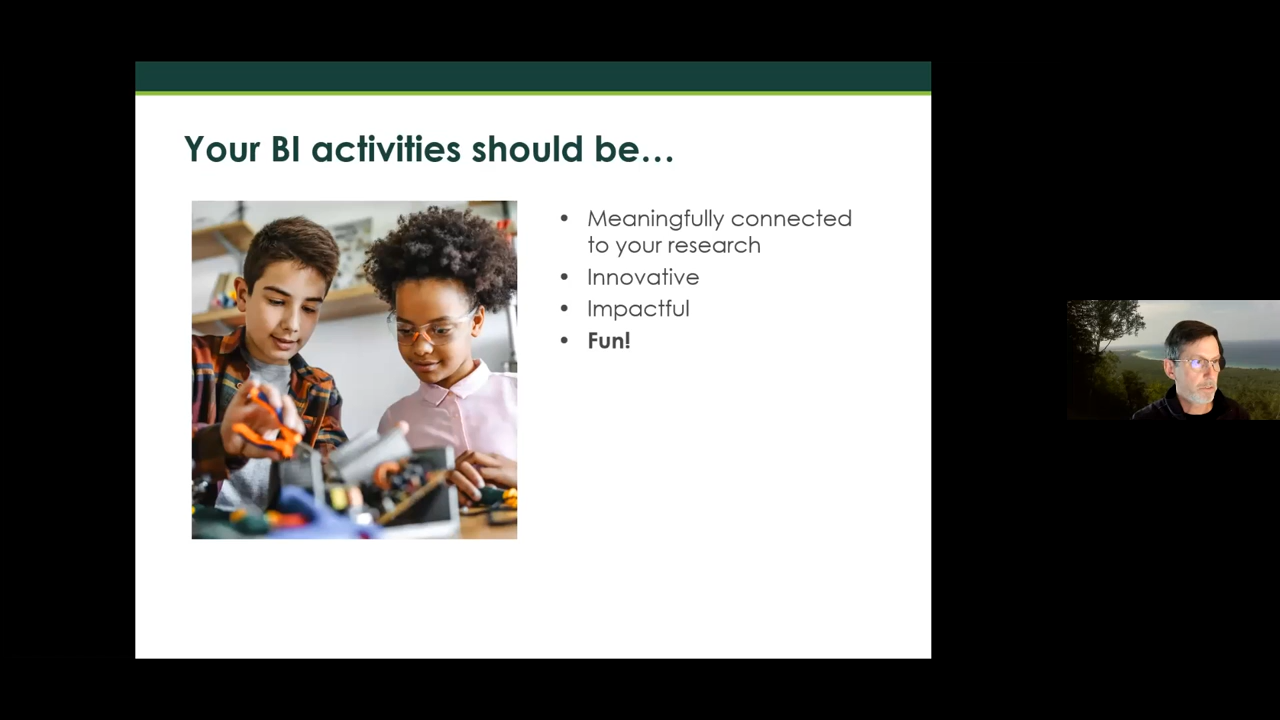 Your BI activities should be…
• Meaningfully connected
to your research
• Innovative
• Impactful
• Fun!